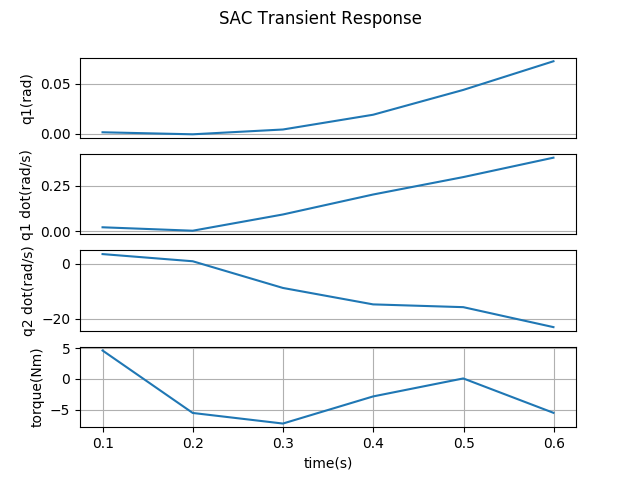 SAC Transient Response
q1(rad)
0.05
0.00
q1 dot(rad/s)
0.25
0.00
q2 dot(rad/s)
0
−20
torque(Nm)
5
0
−5
0.1 0.2 0.3 0.4 0.5 0.6
time(s)